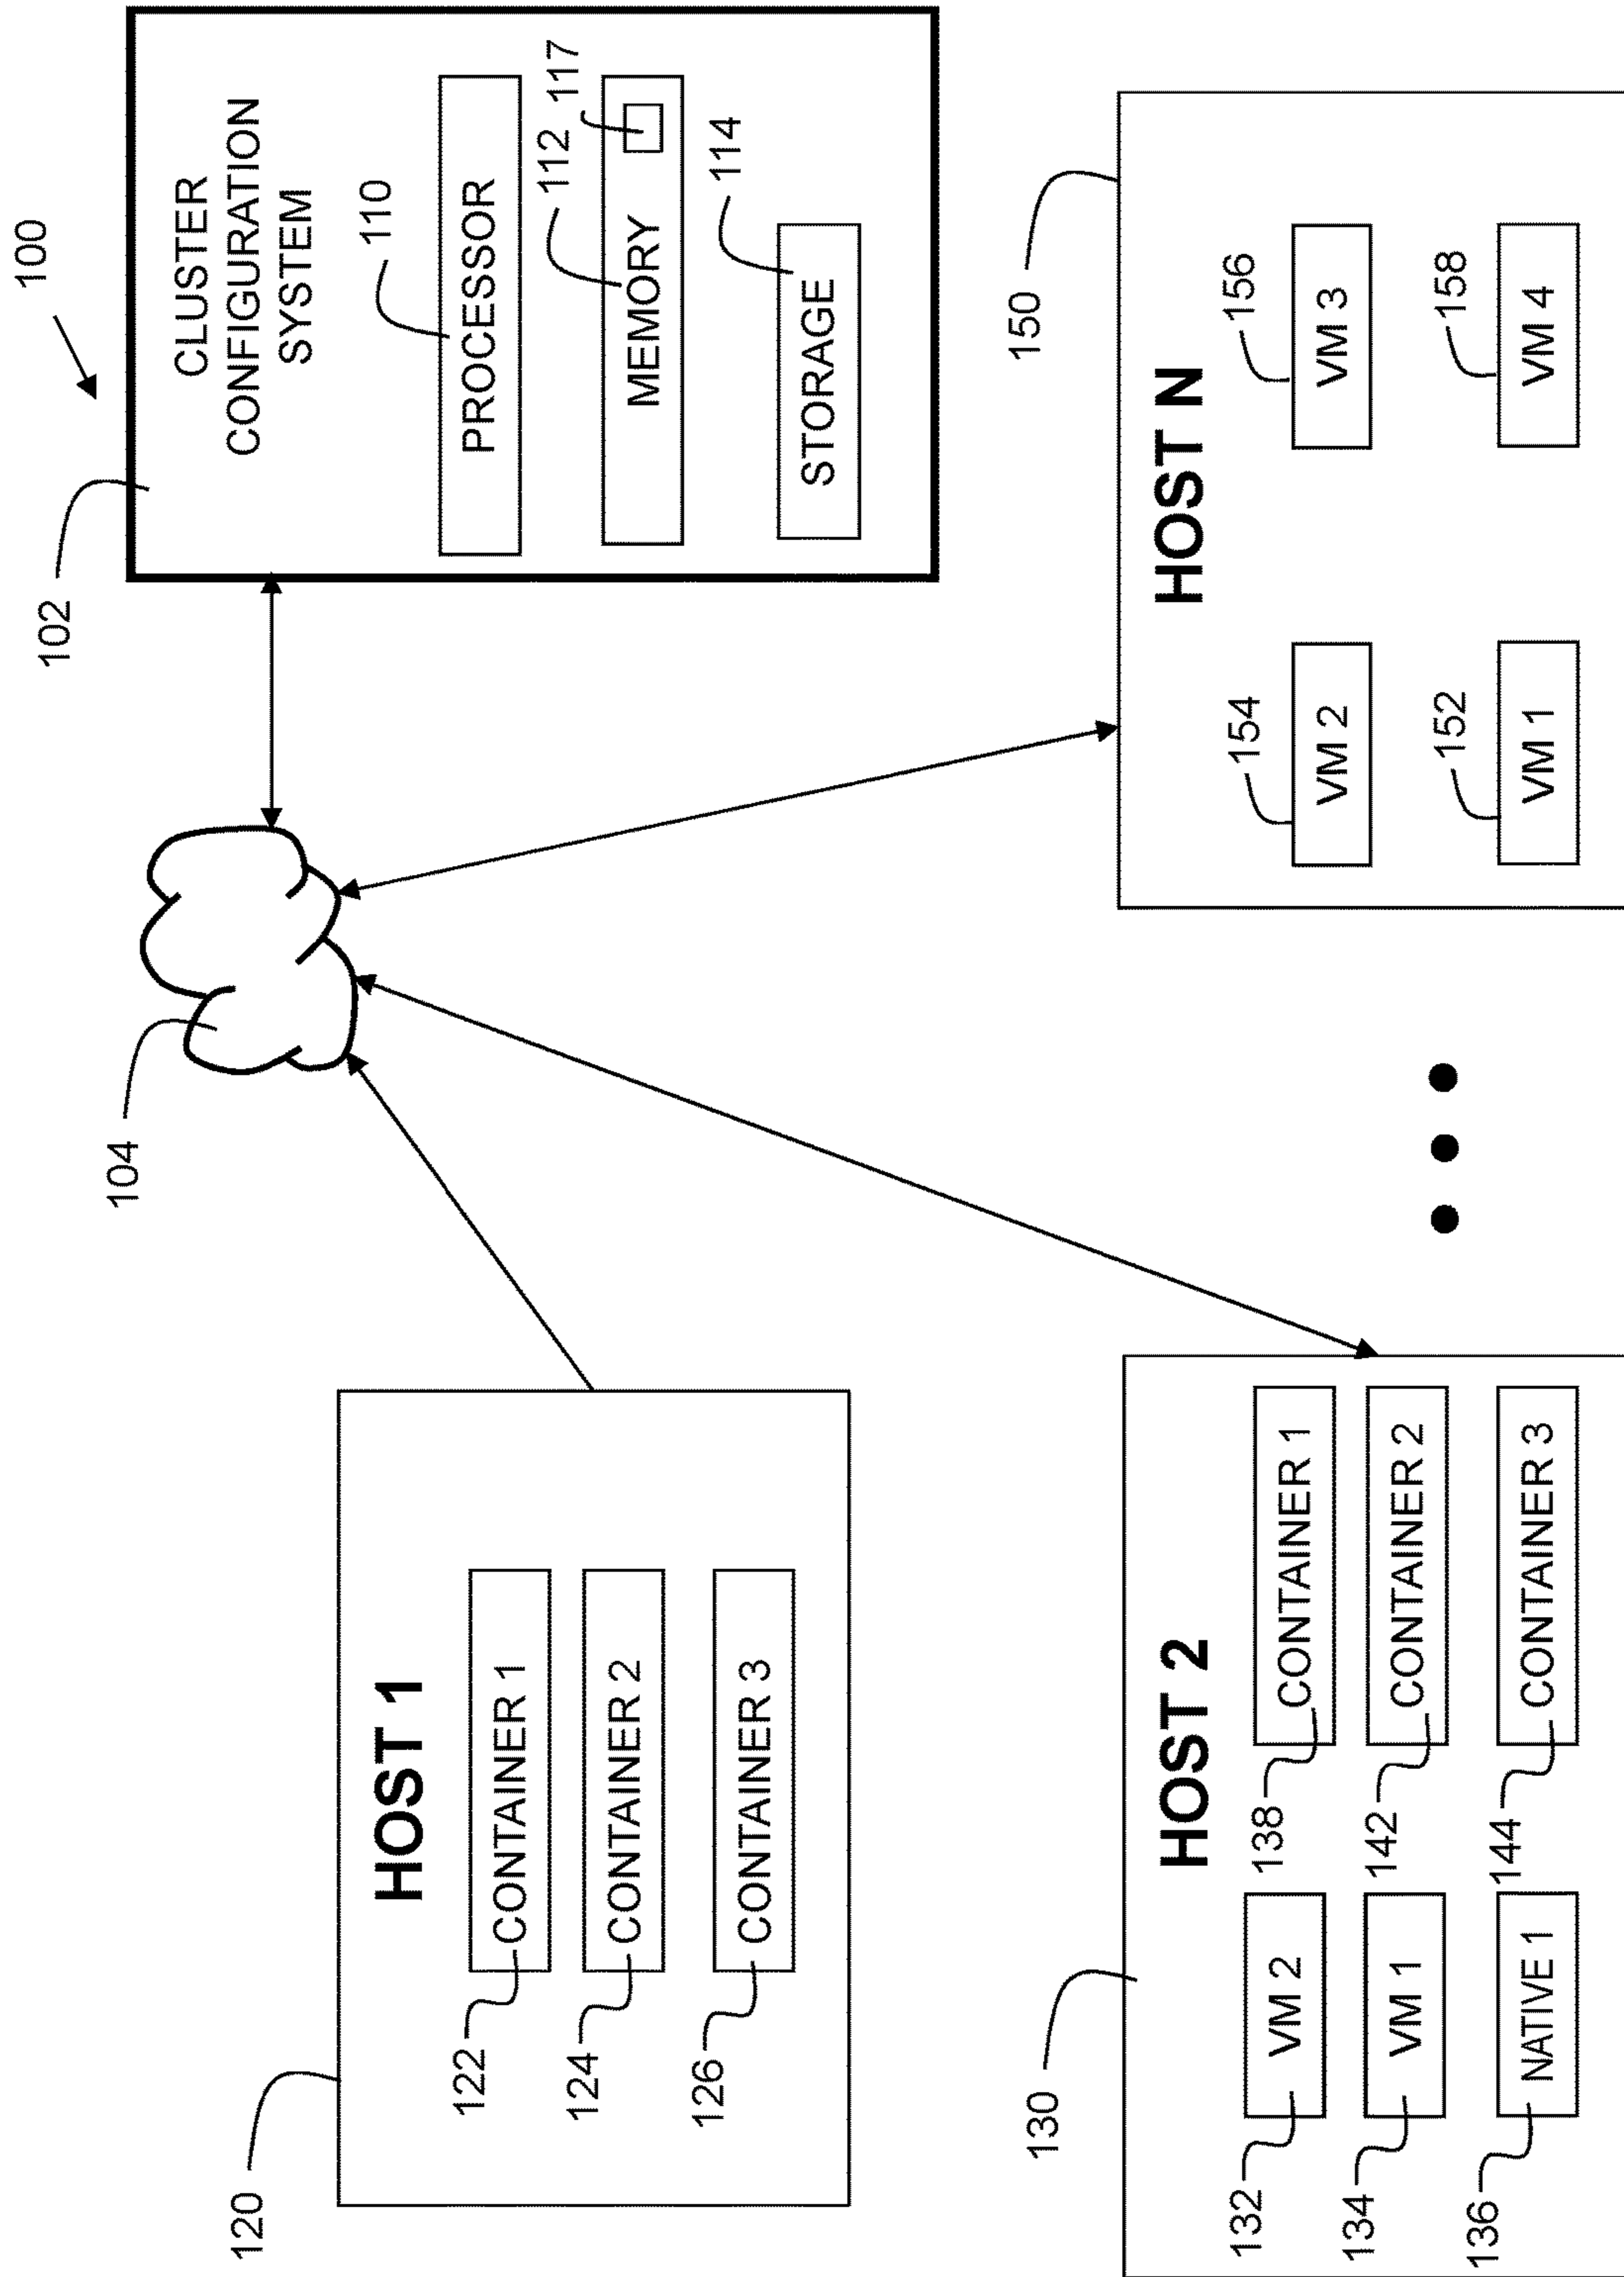 100
102
CLUSTER
CONFIGURATION
SYSTEM
110
PROCESSOR
112
117
MEMORY
114
STORAGE
104
120
HOST 1
122
CONTAINER 1
124
CONTAINER 2
126
CONTAINER 3
130
HOST 2
132
VM 2
138
CONTAINER 1
134
VM 1
142
CONTAINER 2
136
NATIVE 1
144
CONTAINER 3
150
HOST N
154
VM 2
156
VM 3
152
VM 1
158
VM 4